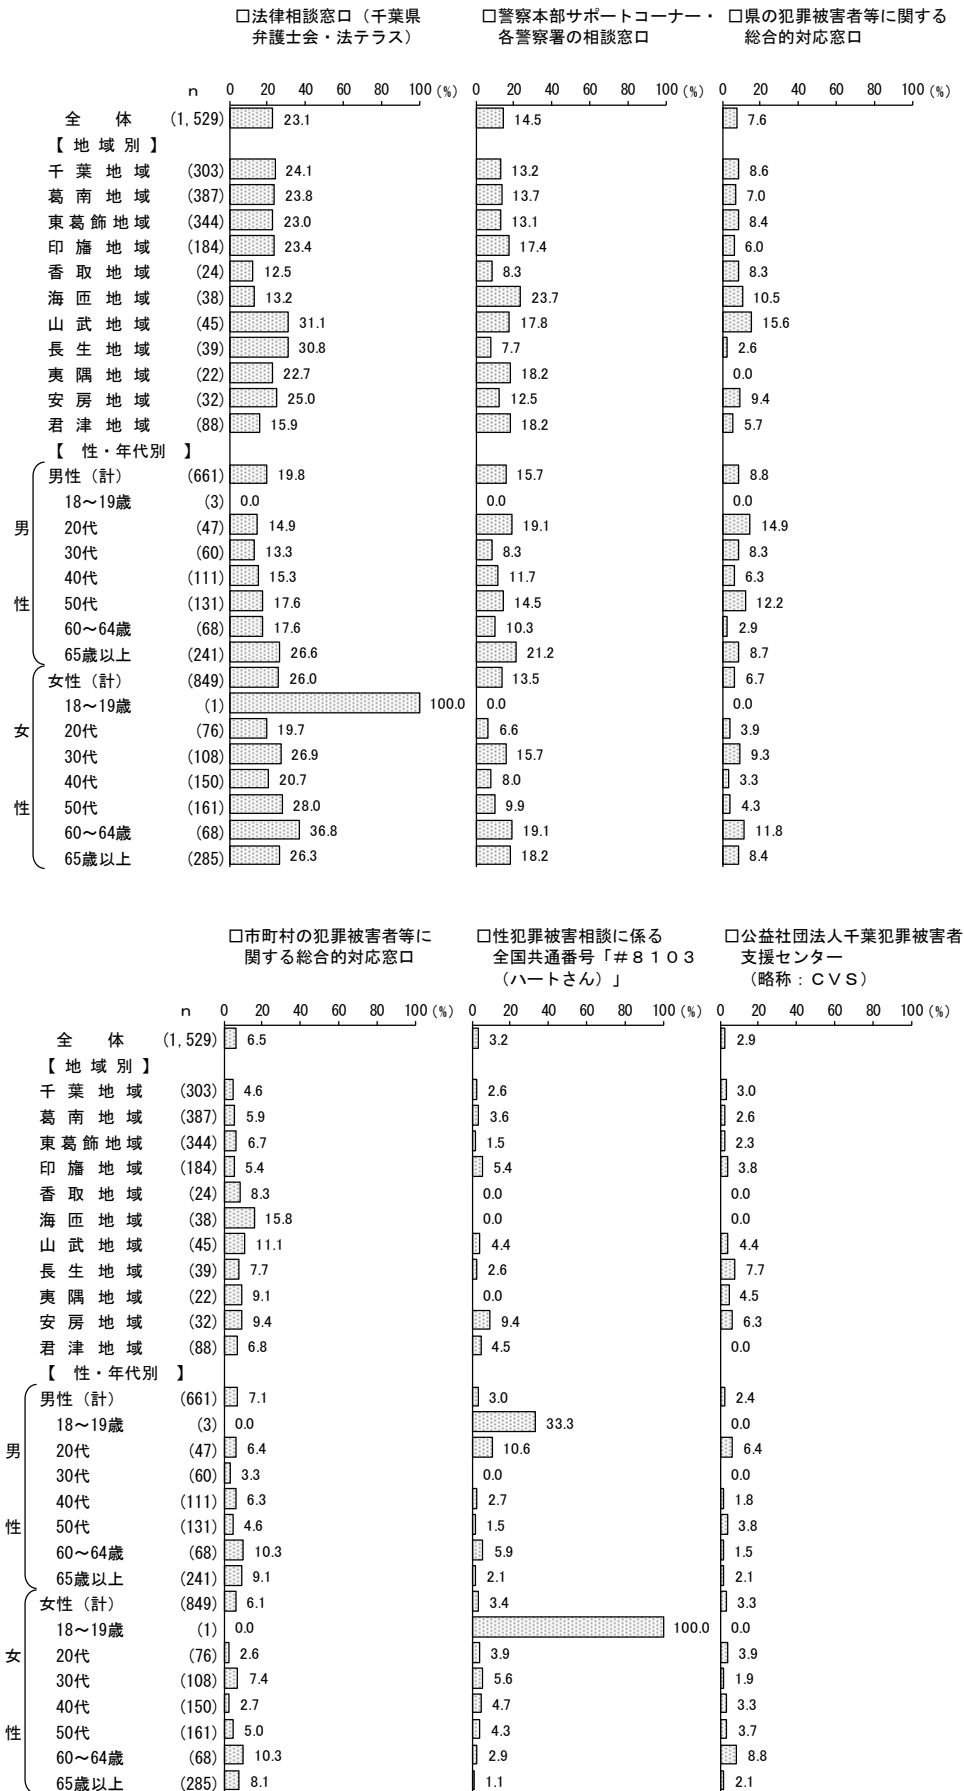 □法律相談窓口（千葉県
弁護士会・法テラス）
□警察本部サポートコーナー・
各警察署の相談窓口
□県の犯罪被害者等に関する
総合的対応窓口
n 0 20 40 60 80 100 (%) 0 20 40 60 80 100 (%) 0 20 40 60 80 100 (%)
全体 (1,529) 23.1 14.5 7.6
【地域別】
千葉地域 (303) 24.1 13.2 8.6
葛南地域 (387) 23.8 13.7 7.0
東葛飾地域 (344) 23.0 13.1 8.4
印旛地域 (184) 23.4 17.4 6.0
香取地域 (24) 12.5 8.3 8.3
海匝地域 (38) 13.2 23.7 10.5
山武地域 (45) 31.1 17.8 15.6
長生地域 (39) 30.8 7.7 2.6
夷隅地域 (22) 22.7 18.2 0.0
安房地域 (32) 25.0 12.5 9.4
君津地域 (88) 15.9 18.2 5.7
【 性・年代別 】
男性（計） (661) 19.8 15.7 8.8
18～19歳 (3) 0.0 0.0 0.0
男 20代 (47) 14.9 19.1 14.9
30代 (60) 13.3 8.3 8.3
40代 (111) 15.3 11.7 6.3
性 50代 (131) 17.6 14.5 12.2
60～64歳 (68) 17.6 10.3 2.9
65歳以上 (241) 26.6 21.2 8.7
女性（計） (849) 26.0 13.5 6.7
18～19歳 (1) 100.0 0.0 0.0
女 20代 (76) 19.7 6.6 3.9
30代 (108) 26.9 15.7 9.3
40代 (150) 20.7 8.0 3.3
性 50代 (161) 28.0 9.9 4.3
60～64歳 (68) 36.8 19.1 11.8
65歳以上 (285) 26.3 18.2 8.4
□市町村の犯罪被害者等に
関する総合的対応窓口
□性犯罪被害相談に係る
全国共通番号「＃８１０３
（ハートさん）」
□公益社団法人千葉犯罪被害者
支援センター
（略称：ＣＶＳ）
n 0 20 40 60 80 100 (%) 0 20 40 60 80 100 (%) 0 20 40 60 80 100 (%)
全体 (1,529) 6.5 3.2 2.9
【地域別】
千葉地域 (303) 4.6 2.6 3.0
葛南地域 (387) 5.9 3.6 2.6
東葛飾地域 (344) 6.7 1.5 2.3
印旛地域 (184) 5.4 5.4 3.8
香取地域 (24) 8.3 0.0 0.0
海匝地域 (38) 15.8 0.0 0.0
山武地域 (45) 11.1 4.4 4.4
長生地域 (39) 7.7 2.6 7.7
夷隅地域 (22) 9.1 0.0 4.5
安房地域 (32) 9.4 9.4 6.3
君津地域 (88) 6.8 4.5 0.0
【 性・年代別 】
男性（計） (661) 7.1 3.0 2.4
18～19歳 (3) 0.0 33.3 0.0
男 20代 (47) 6.4 10.6 6.4
30代 (60) 3.3 0.0 0.0
40代 (111) 6.3 2.7 1.8
性 50代 (131) 4.6 1.5 3.8
60～64歳 (68) 10.3 5.9 1.5
65歳以上 (241) 9.1 2.1 2.1
女性（計） (849) 6.1 3.4 3.3
18～19歳 (1) 0.0 100.0 0.0
女 20代 (76) 2.6 3.9 3.9
30代 (108) 7.4 5.6 1.9
40代 (150) 2.7 4.7 3.3
性 50代 (161) 5.0 4.3 3.7
60～64歳 (68) 10.3 2.9 8.8
65歳以上 (285) 8.1 1.1 2.1